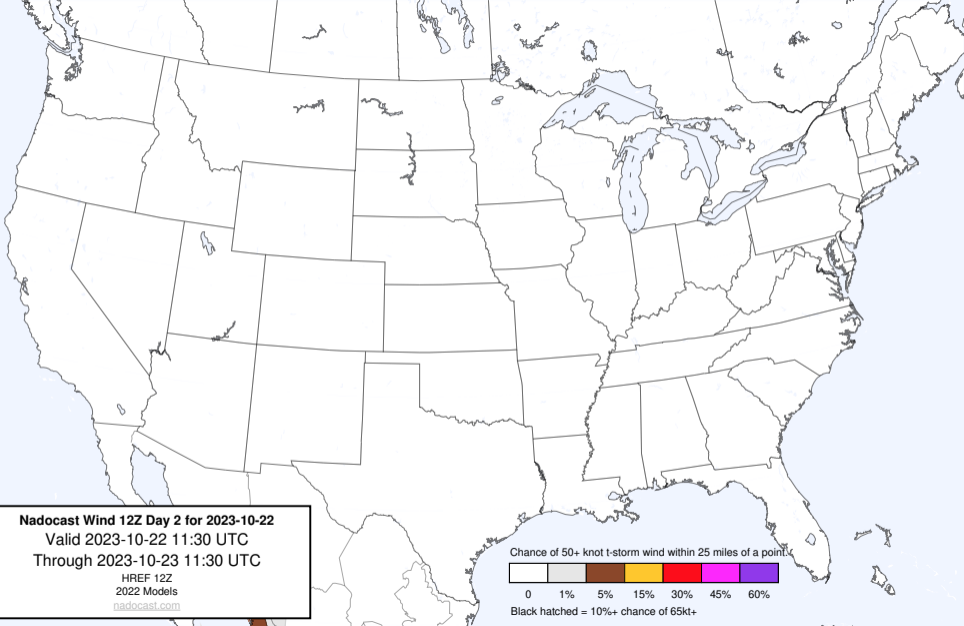 Nadocast Wind 12Z Day 2 for 2023-10-22
Valid 2023-10-22 11:30 UTC
Through 2023-10-23 11:30 UTC
HREF 12Z
2022 Models
nadocast.com
Chance of 50+ knot t-storm wind within 25 miles of a point.
0 1% 5% 15% 30% 45% 60%
Black hatched = 10%+ chance of 65kt+